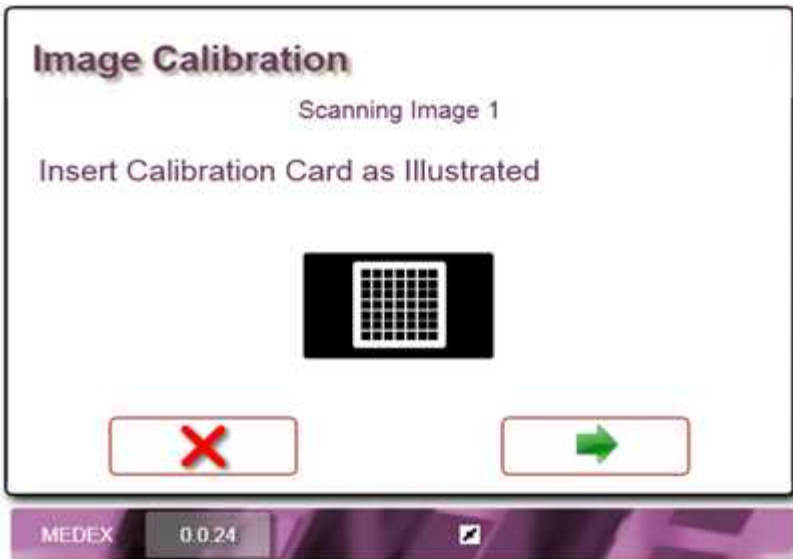 Image Calibration
Scanning Image 1
Insert Calibration Card as Illustrated
MEDEX 0.0.24